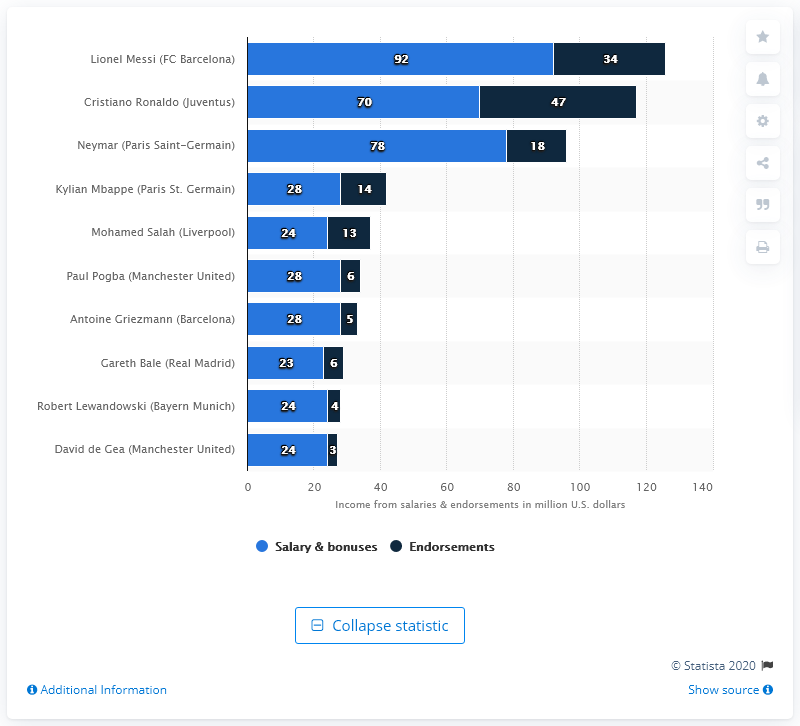 Lionel Messi (FC Barcelona) 92 34
Cristiano Ronaldo (Juventus) 70 47
Neymar (Paris Saint-Germain) 78 18
Kylian Mbappe (Paris St. Germain) 28 14
Mohamed Salah (Liverpool) 24 13
Paul Pogba (Manchester United) 28 6
Antoine Griezmann (Barcelona) 28 5
Gareth Bale (Real Madrid) 23 6
Robert Lewandowski (Bayern Munich) 24 4
David de Gea (Manchester United) 24 3
0 20 40 60 80 100 120 140
Income from salaries & endorsements in million U.S. dollars
Salary & bonuses Endorsements
Collapse statistic
© Statista 2020
Additional Information Show source